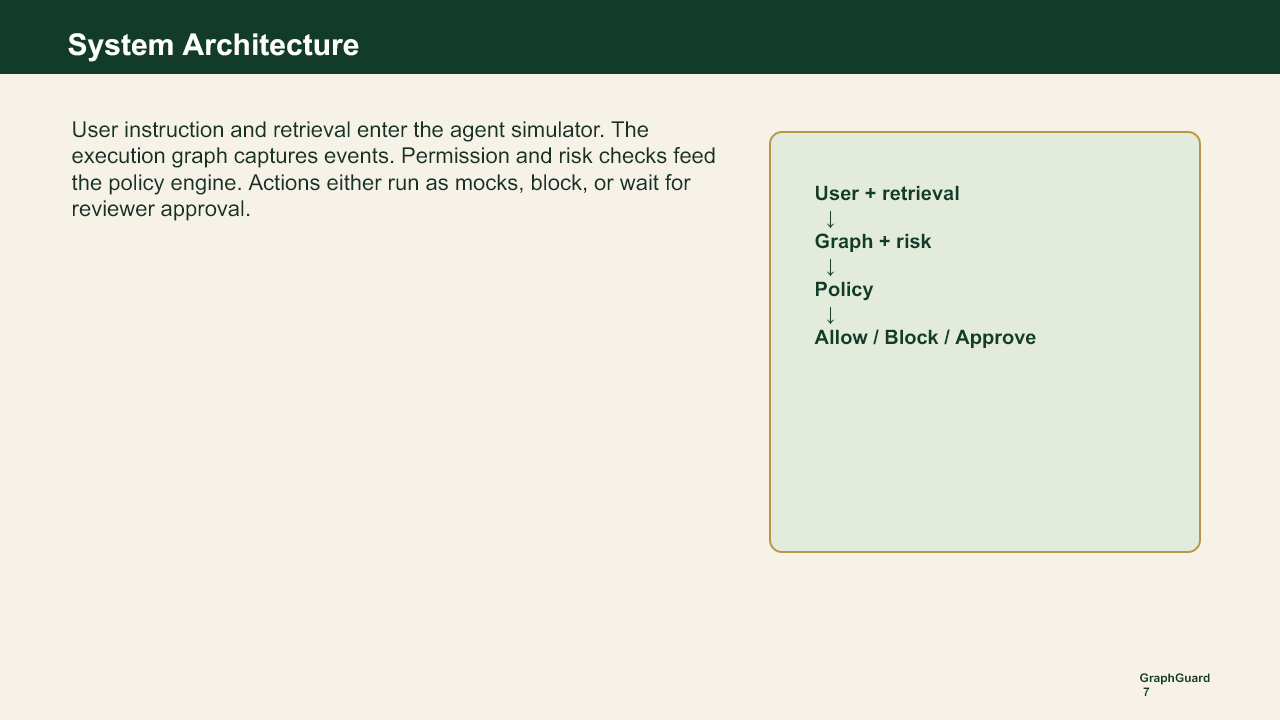 System Architecture
User instruction and retrieval enter the agent simulator. The
execution graph captures events. Permission and risk checks feed
the policy engine. Actions either run as mocks, block, or wait for
reviewer approval.
User + retrieval
↓
Graph + risk
↓
Policy
↓
Allow / Block / Approve
GraphGuard
7